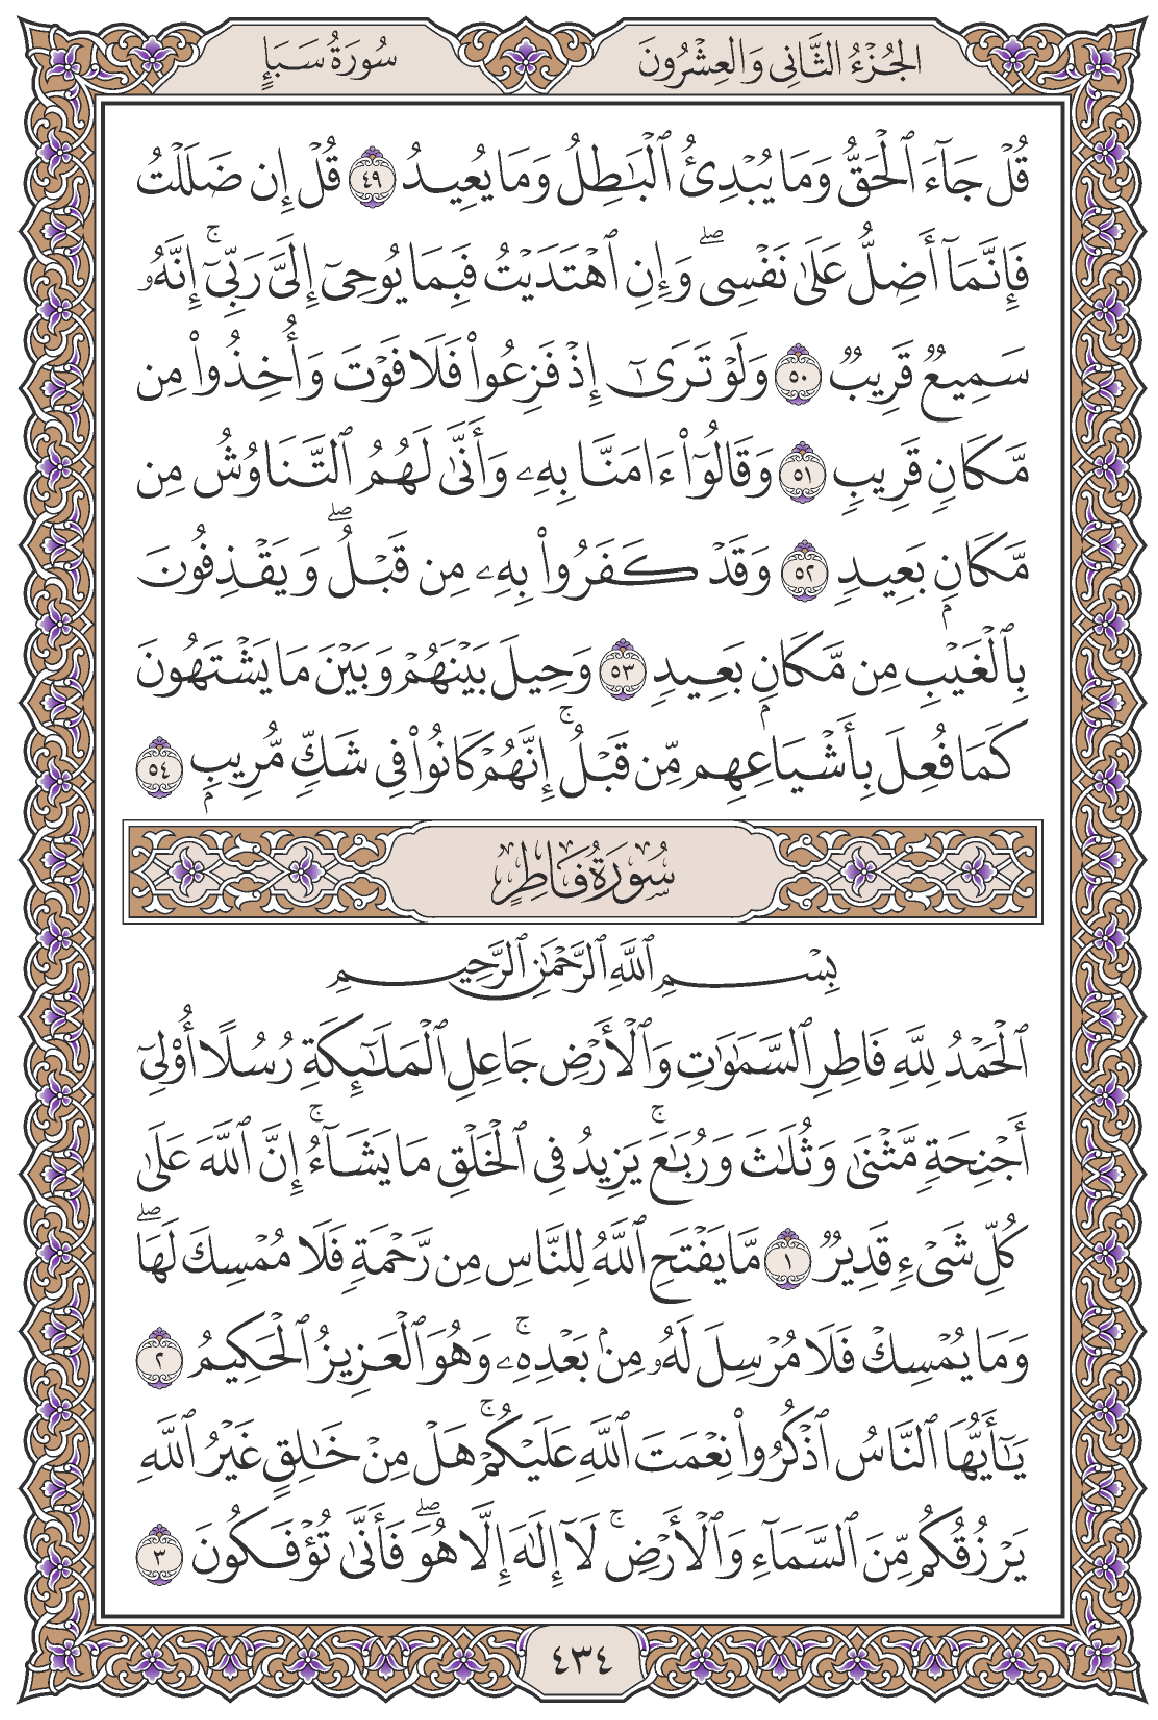 الجُزْءُ الثَّانِي وَالعِشْرُونَ
سُورَةُ سَبَإٍ
قُلْ جَآءَ ٱلْحَقُّ وَمَا يُبْدِئُ ٱلْبَٰطِلُ وَمَا يُعِيدُ ٤٩ قُلْ إِن ضَلَلْتُ
فَإِنَّمَآ أَضِلُّ عَلَىٰ نَفْسِىۖ وَإِنِ ٱهْتَدَيْتُ فَبِمَا يُوحِىٓ إِلَىَّ رَبِّىٓۚ إِنَّهُۥ
سَمِيعٌ قَرِيبٌ ٥٠ وَلَوْ تَرَىٰٓ إِذْ فَزِعُوا۟ فَلَا فَوْتَ وَأُخِذُوا۟ مِن
مَّكَانٍ قَرِيبٍ ٥١ وَقَالُوٓا۟ ءَامَنَّا بِهِۦ وَأَنَّىٰ لَهُمُ ٱلتَّنَاوُشُ مِن
مَّكَانٍۭ بَعِيدٍ ٥٢ وَقَدْ كَفَرُوا۟ بِهِۦ مِن قَبْلُۖ وَيَقْذِفُونَ
بِٱلْغَيْبِ مِن مَّكَانٍۭ بَعِيدٍ ٥٣ وَحِيلَ بَيْنَهُمْ وَبَيْنَ مَا يَشْتَهُونَ
كَمَا فُعِلَ بِأَشْيَاعِهِم مِّن قَبْلُۚ إِنَّهُمْ كَانُوا۟ فِى شَكٍّ مُّرِيبٍۭ ٥٤
سُورَةُ فَاطِرٍ
بِسْمِ ٱللَّهِ ٱلرَّحْمَٰنِ ٱلرَّحِيمِ
ٱلْحَمْدُ لِلَّهِ فَاطِرِ ٱلسَّمَٰوَٰتِ وَٱلْأَرْضِ جَاعِلِ ٱلْمَلَٰٓئِكَةِ رُسُلًا أُو۟لِىٓ
أَجْنِحَةٍ مَّثْنَىٰ وَثُلَٰثَ وَرُبَٰعَۚ يَزِيدُ فِى ٱلْخَلْقِ مَا يَشَآءُۚ إِنَّ ٱللَّهَ عَلَىٰ
كُلِّ شَىْءٍ قَدِيرٌ ١ مَّا يَفْتَحِ ٱللَّهُ لِلنَّاسِ مِن رَّحْمَةٍ فَلَا مُمْسِكَ لَهَاۖ
وَمَا يُمْسِكْ فَلَا مُرْسِلَ لَهُۥ مِنۢ بَعْدِهِۦۚ وَهُوَ ٱلْعَزِيزُ ٱلْحَكِيمُ ٢
يَٰٓأَيُّهَا ٱلنَّاسُ ٱذْكُرُوا۟ نِعْمَتَ ٱللَّهِ عَلَيْكُمْۚ هَلْ مِنْ خَٰلِقٍ غَيْرُ ٱللَّهِ
يَرْزُقُكُم مِّنَ ٱلسَّمَآءِ وَٱلْأَرْضِۚ لَآ إِلَٰهَ إِلَّا هُوَۖ فَأَنَّىٰ تُؤْفَكُونَ ٣
٤٣٤